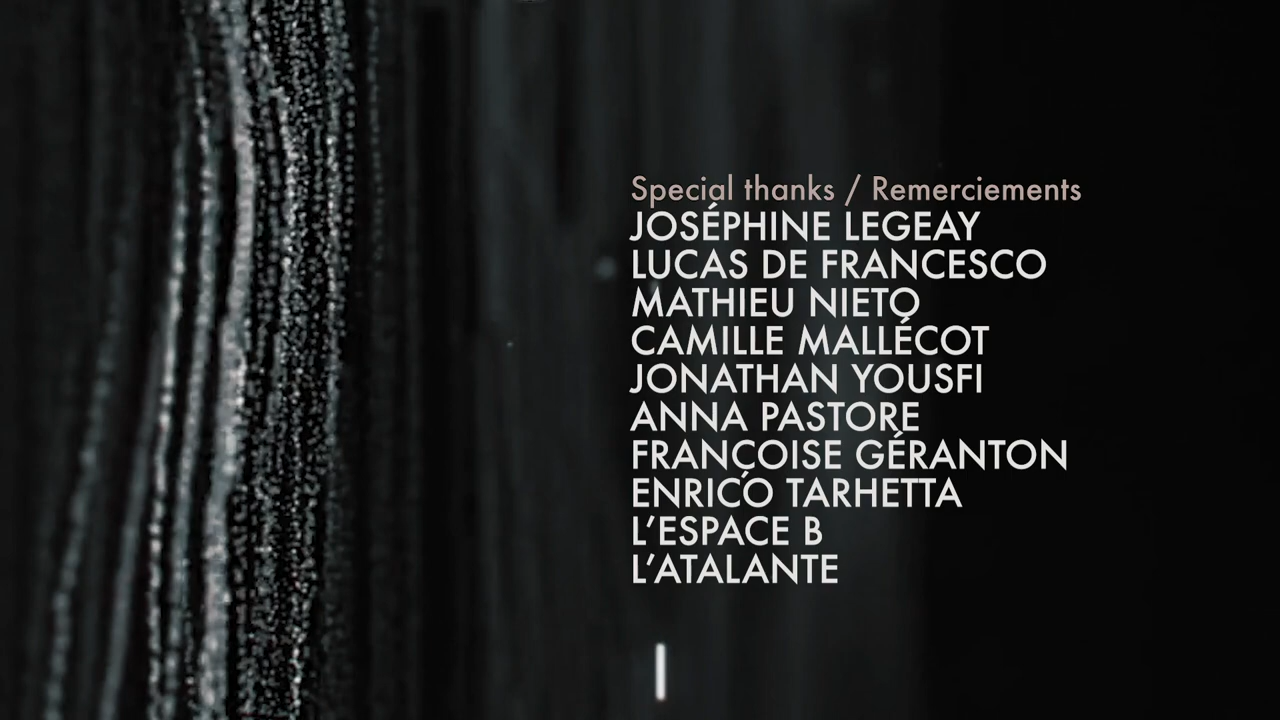 Special thanks / Remerciements
JOSÉPHINE LEGEAY
LUCAS DE FRANCESCO
MATHIEU NIETO
CAMILLE MALLÉCOT
JONATHAN YOUSFI
ANNA PASTORE
FRANÇOISE GÉRANTON
ENRICO TARHETTA
L’ESPACE B
L’ATALANTE